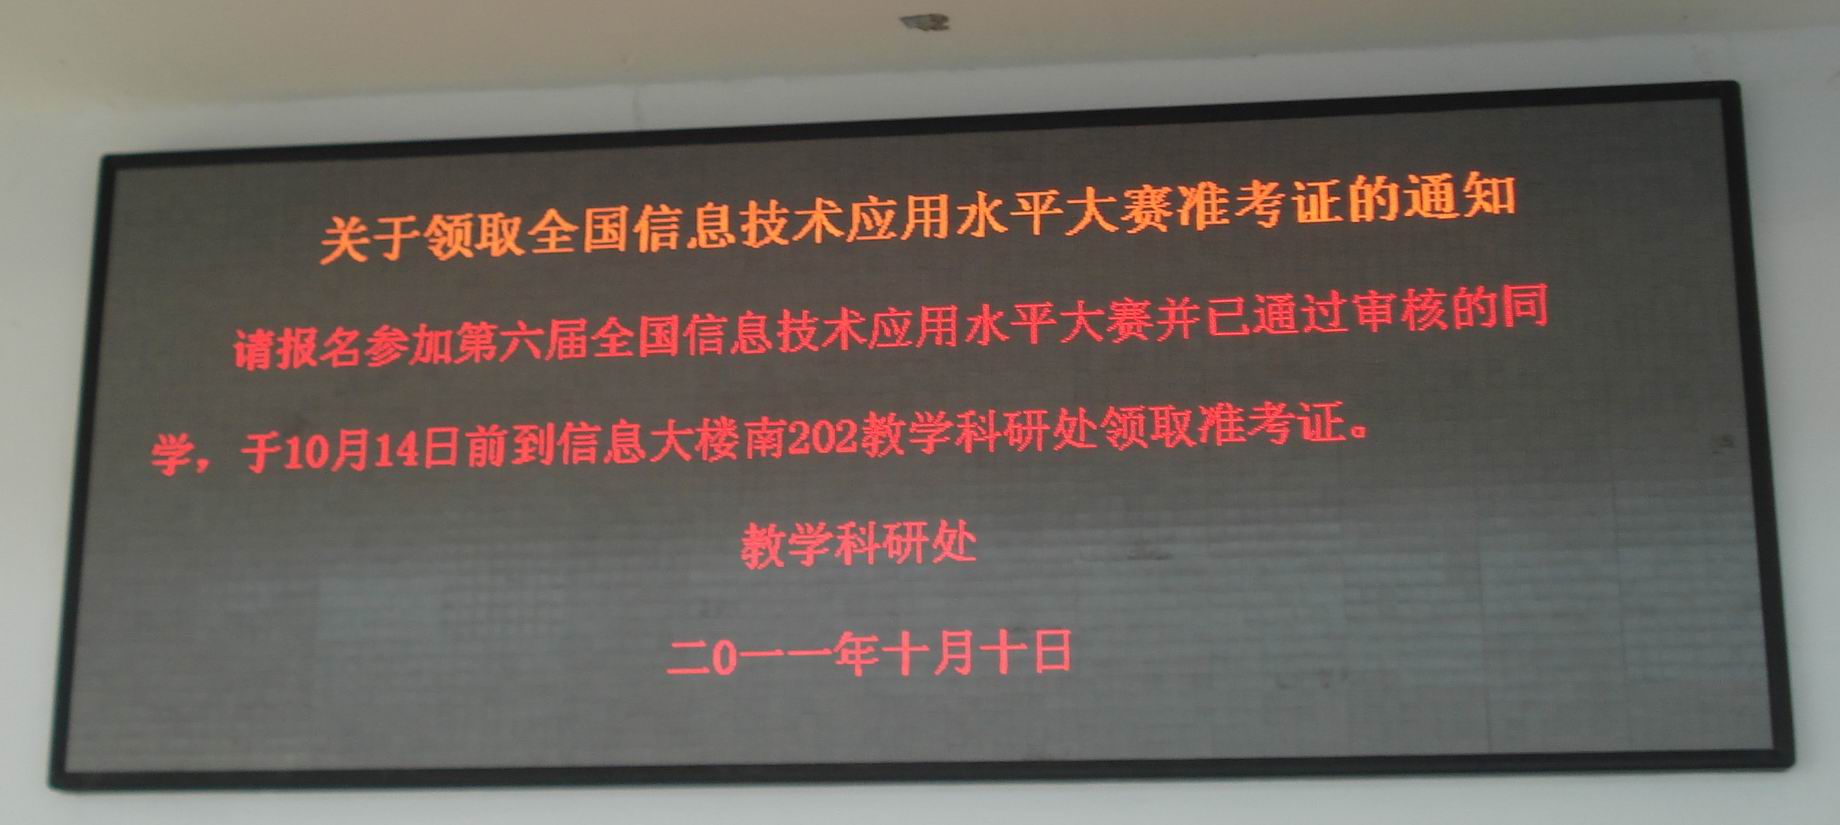 关于领取全国信息技术应用水平大赛准考证的通知
请报名参加第六届全国信息技术应用水平大赛并已通过审核的同
学，于10月14日前到信息大楼南202教学科研处领取准考证。
教学科研处
二0一一年十月十日